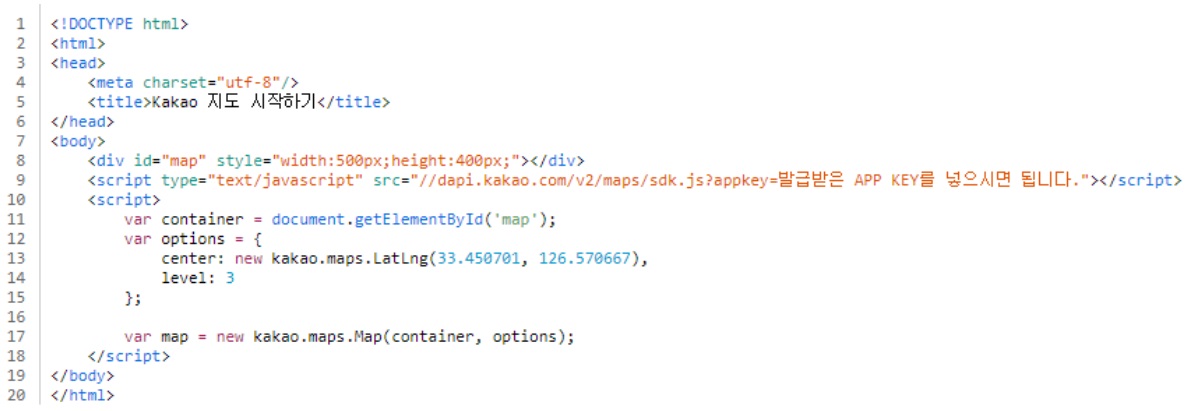 1 <!DOCTYPE html>
2 <html>
3 <head>
4     <meta charset="utf-8"/>
5     <title>Kakao 지도 시작하기</title>
6 </head>
7 <body>
8     <div id="map" style="width:500px;height:400px;"></div>
9     <script type="text/javascript" src="//dapi.kakao.com/v2/maps/sdk.js?appkey=발급받은 APP KEY를 넣으시면 됩니다."></script>
10     <script>
11         var container = document.getElementById('map');
12         var options = {
13             center: new kakao.maps.LatLng(33.450701, 126.570667),
14             level: 3
15         };
16
17         var map = new kakao.maps.Map(container, options);
18     </script>
19 </body>
20 </html>